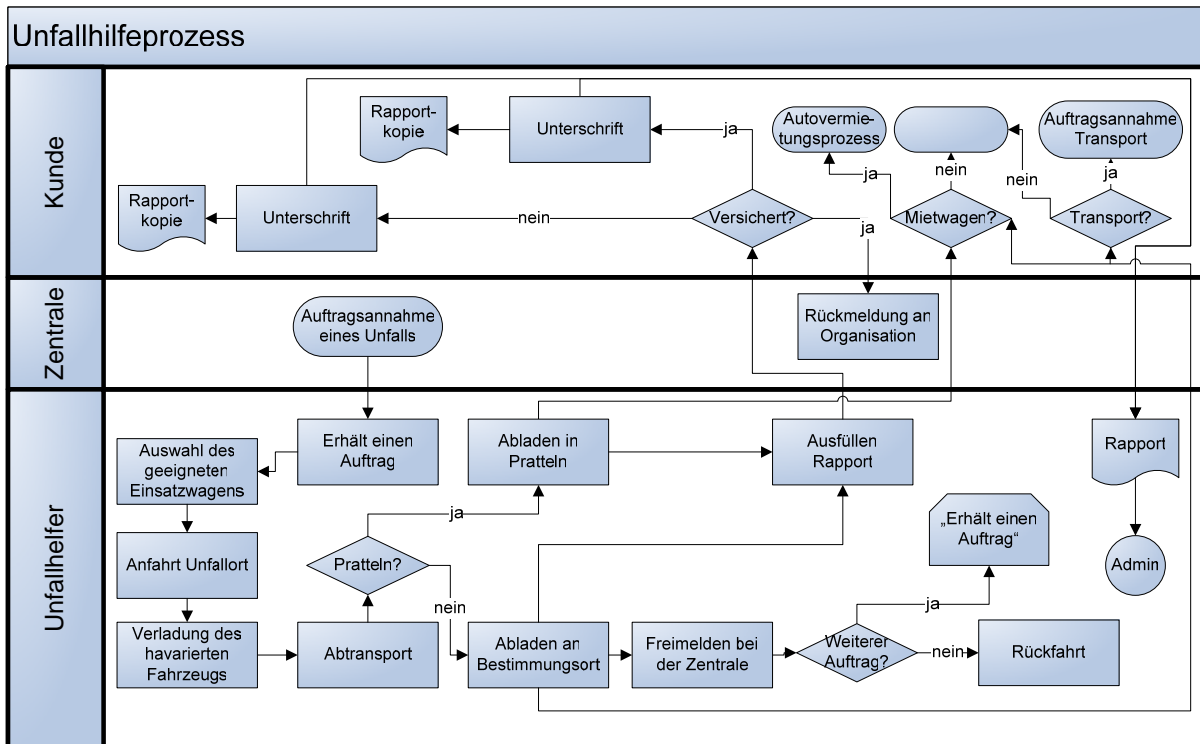 Unfallhilfeprozess
Kunde
Rapport-
kopie
Unterschrift
ja
Autovermie-
tungsprozess
Auftragsannahme
Transport
ja
nein
nein
ja
Rapport-
kopie
Unterschrift
nein
Versichert?
ja
Mietwagen?
Transport?
Zentrale
Auftragsannahme
eines Unfalls
Rückmeldung an
Organisation
Unfallhelfer
Auswahl des
geeigneten
Einsatzwagens
Erhält einen
Auftrag
Abladen in
Pratteln
Ausfüllen
Rapport
Rapport
ja
„Erhält einen
Auftrag“
Anfahrt Unfallort
Pratteln?
nein
Admin
ja
Verladung des
havarierten
Fahrzeugs
Abtransport
Abladen an
Bestimmungsort
Freimelden bei
der Zentrale
Weiterer
Auftrag?
nein
Rückfahrt